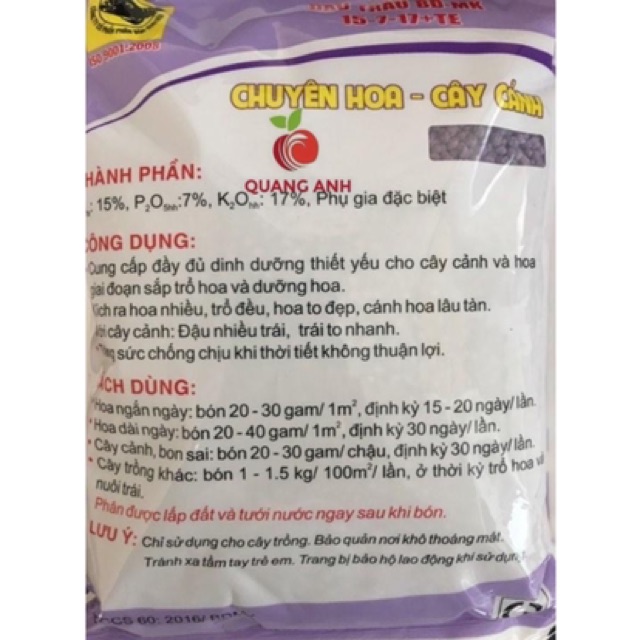 ISO 9001:2008
ĐẦU TRÂU BD-MK
15-7-17+TE
CHUYÊN HOA - CÂY CẢNH
QUANG ANH
HÀNH PHẦN:
15%, P2O5hh:7%, K2Ohh: 17%, Phụ gia đặc biệt
CÔNG DỤNG:
-Cung cấp đầy đủ dinh dưỡng thiết yếu cho cây cảnh và hoa
giai đoạn sắp trổ hoa và dưỡng hoa.
Kích ra hoa nhiều, trổ đều, hoa to đẹp, cánh hoa lâu tàn.
cây cảnh: Đậu nhiều trái, trái to nhanh.
sức chống chịu khi thời tiết không thuận lợi.
ÁCH DÙNG:
*Hoa ngắn ngày: bón 20 - 30 gam/ 1m², định kỳ 15 - 20 ngày/ lần.
*Hoa dài ngày: bón 20 - 40 gam/ 1m², định kỳ 30 ngày/ lần.
* Cây cảnh, bon sai: bón 20 - 30 gam/ chậu, định kỳ 30 ngày/ lần.
* Cây trồng khác: bón 1 - 1.5 kg/ 100m²/ lần, ở thời kỳ trổ hoa và
nuôi trái.
Phân được lấp đất và tưới nước ngay sau khi bón.
LƯU Ý: Chỉ sử dụng cho cây trồng. Bảo quản nơi khô thoáng mát.
Tránh xa tầm tay trẻ em. Trang bị bảo hộ lao động khi sử dụng.
TCCS 60: 2016/